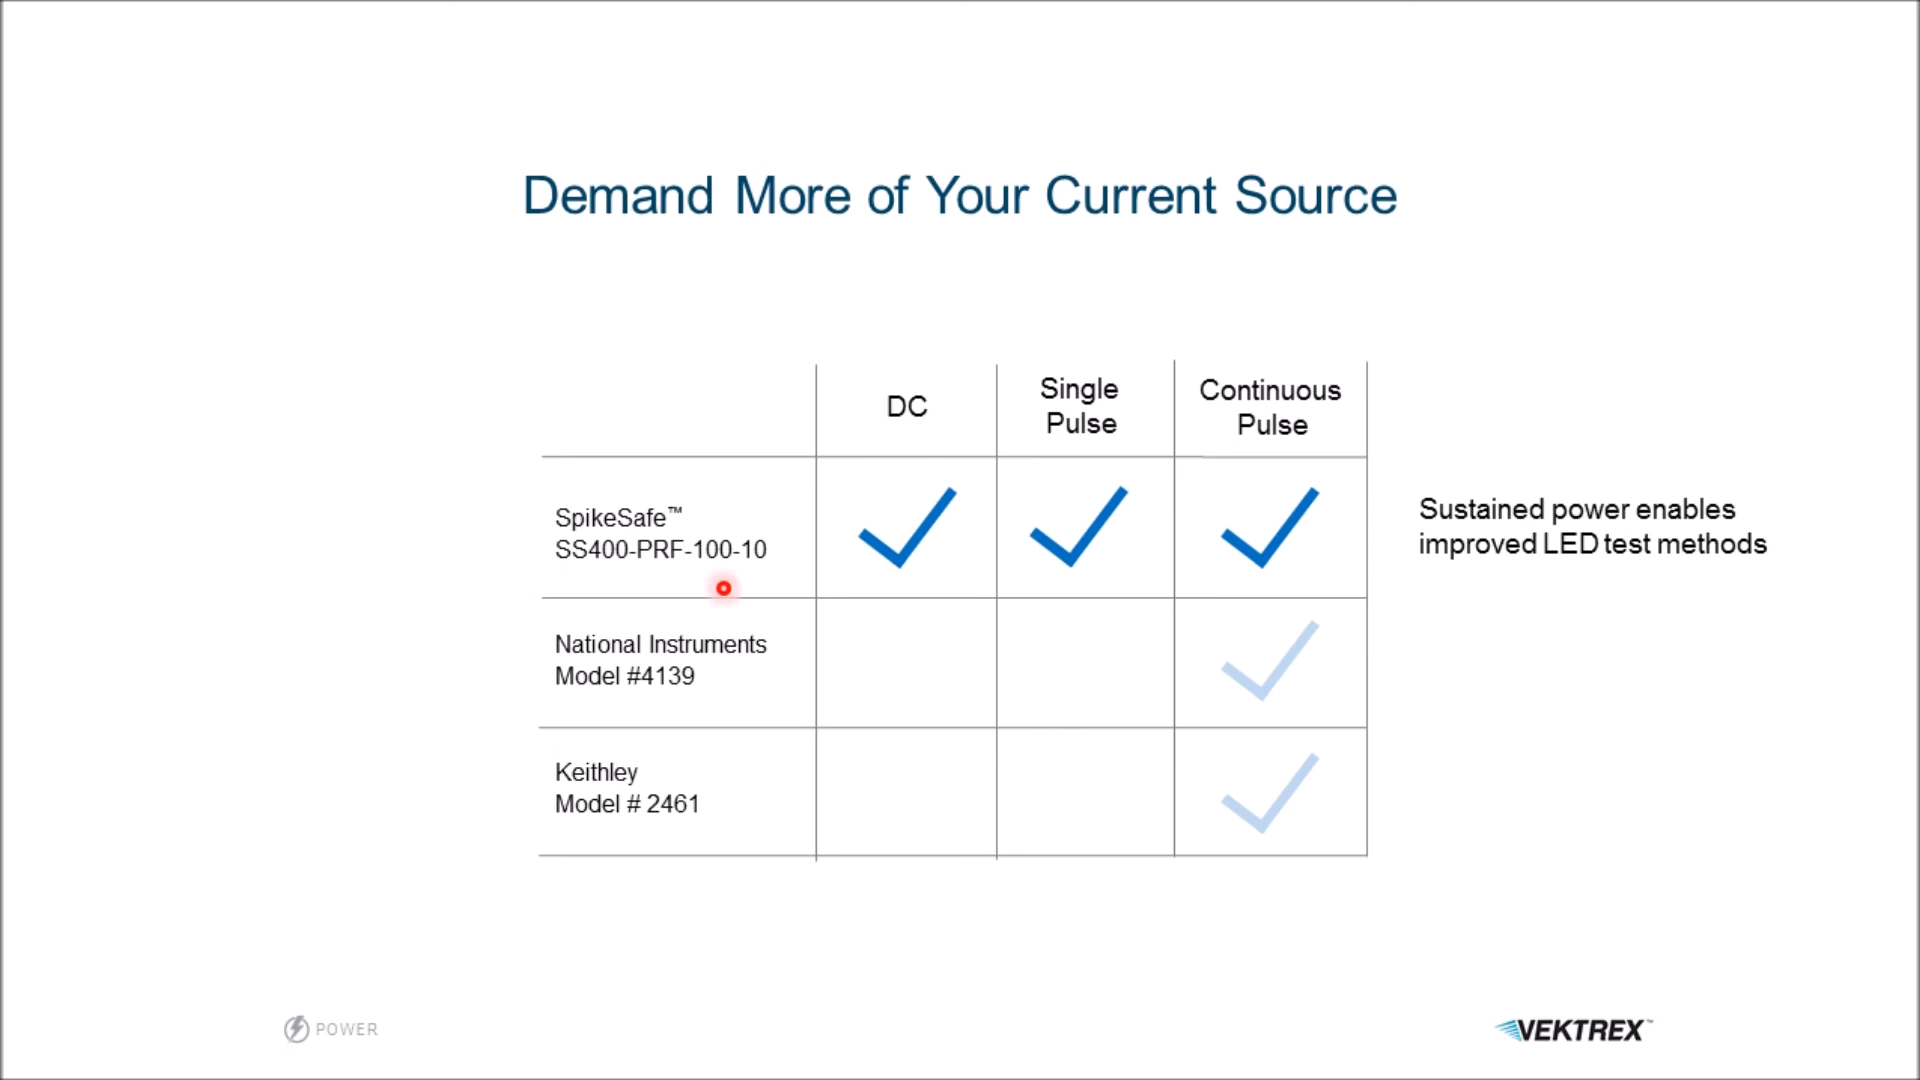 Demand More of Your Current Source
DC
Single
Pulse
Continuous
Pulse
SpikeSafe™
SS400-PRF-100-10
Sustained power enables
improved LED test methods
National Instruments
Model #4139
Keithley
Model # 2461
POWER
VEKTREX™